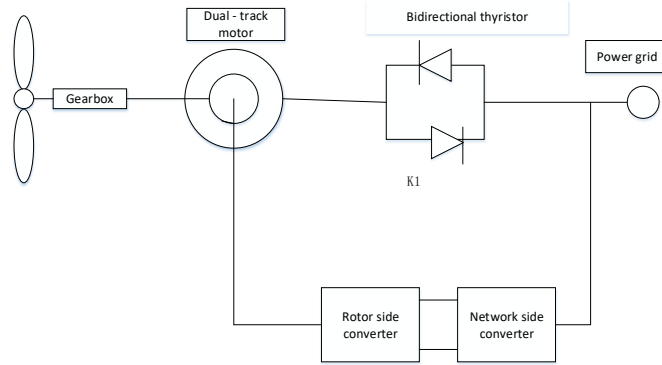 Dual - track
motor
Bidirectional thyristor
Power grid
Gearbox
K1
Rotor side
converter
Network side
converter